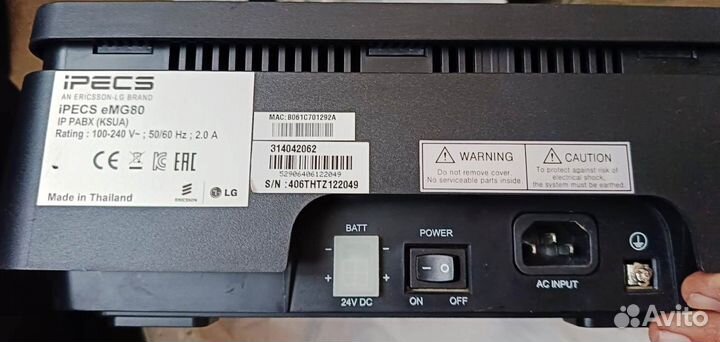 iPECS
AN ERICSSON-LG BRAND
iPECS eMG80
IP PABX (KSUA)
Rating : 100-240 V~ ; 50/60 Hz ; 2.0 A
CE EAC
ERICSSON LG
Made in Thailand
MAC:B061C701292A
314042062
52906406122049
S/N :406THTZ122049
WARNING
Do not remove cover.
No serviceable parts inside.
CAUTION
To protect against risk of
electrical shock,
the system must be earthed.
BATT
- -
+ +
24V DC
POWER
ON OFF
AC INPUT
Avito